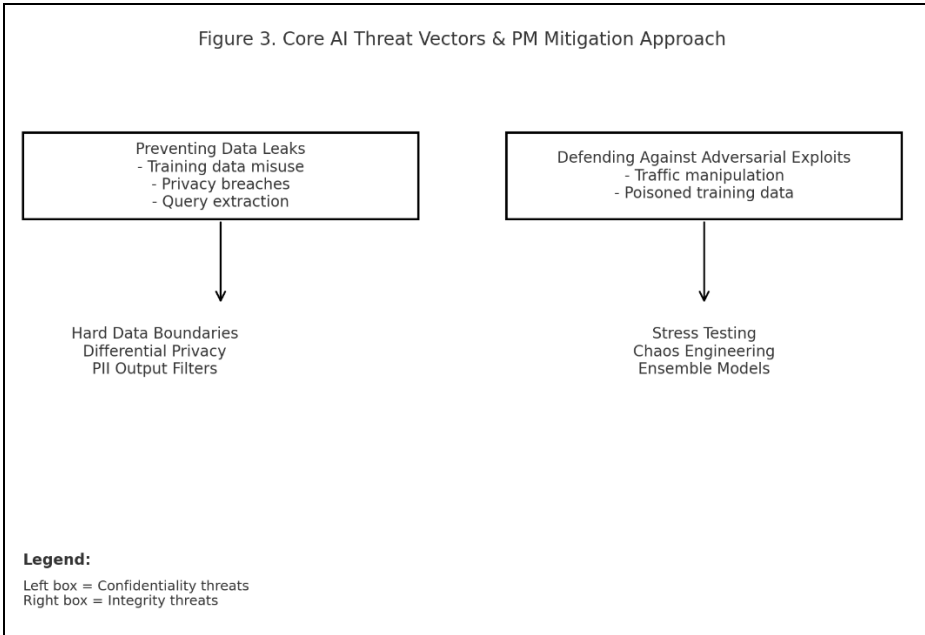 Figure 3. Core AI Threat Vectors & PM Mitigation Approach
Preventing Data Leaks
- Training data misuse
- Privacy breaches
- Query extraction
Defending Against Adversarial Exploits
- Traffic manipulation
- Poisoned training data
Hard Data Boundaries
Differential Privacy
PII Output Filters
Stress Testing
Chaos Engineering
Ensemble Models
Legend:
Left box = Confidentiality threats
Right box = Integrity threats